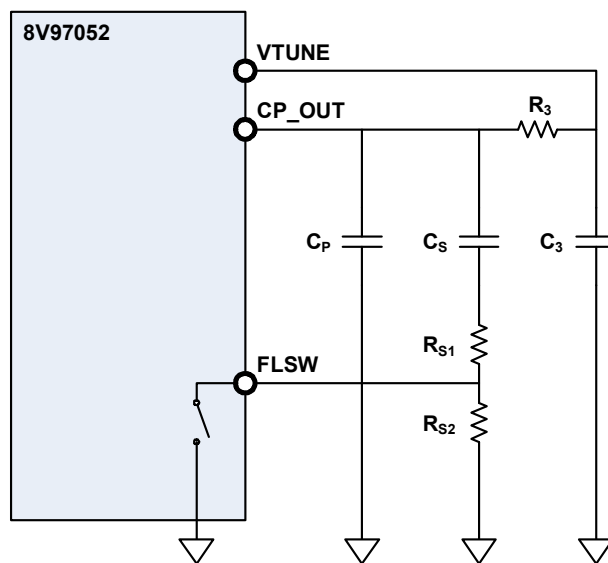 8V97052
VTUNE
CP_OUT
R3
CP
CS
C3
RS1
FLSW
RS2